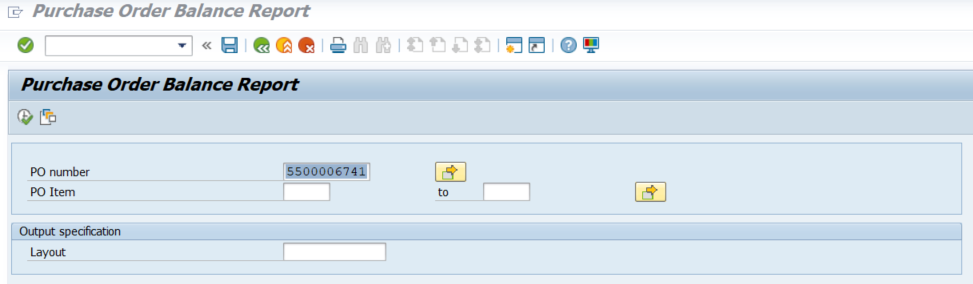 Purchase Order Balance Report
Purchase Order Balance Report
PO number 5500006741
PO Item to
Output specification
Layout